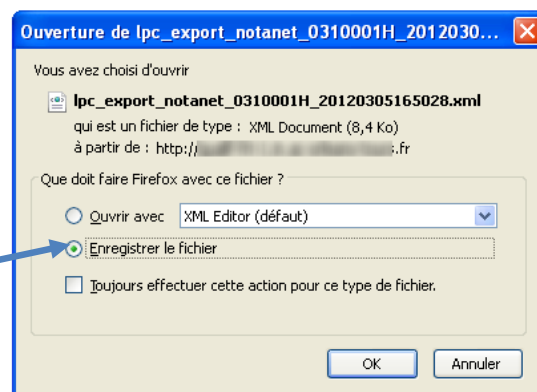 Ouverture de lpc_export_notanet_0310001H_2012030...
Vous avez choisi d'ouvrir
lpc_export_notanet_0310001H_20120305165028.xml
qui est un fichier de type : XML Document (8,4 Ko)
à partir de : http:// .fr
Que doit faire Firefox avec ce fichier ?
Ouvrir avec XML Editor (défaut)
Enregistrer le fichier
Toujours effectuer cette action pour ce type de fichier.
OK Annuler